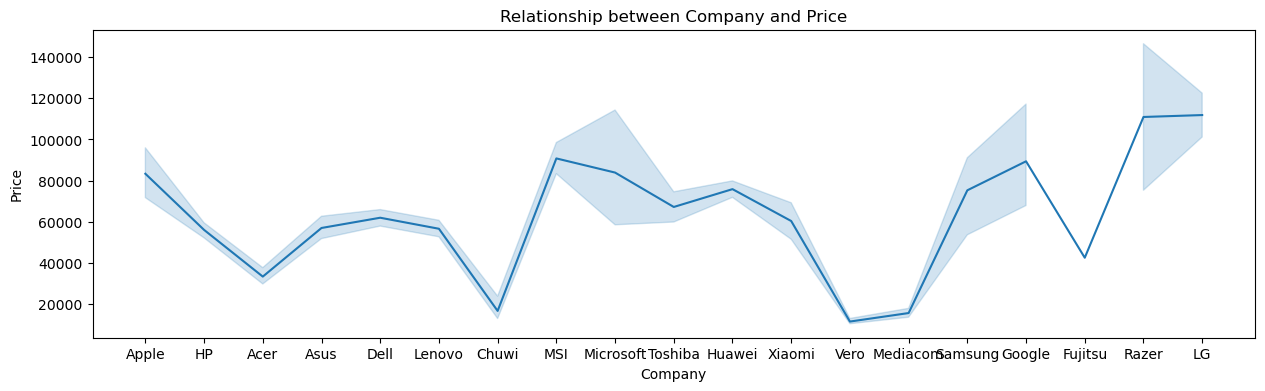 Relationship between Company and Price
Price
140000
120000
100000
80000
60000
40000
20000
Apple HP Acer Asus Dell Lenovo Chuwi MSI Microsoft Toshiba Huawei Xiaomi Vero Mediacom Samsung Google Fujitsu Razer LG
Company